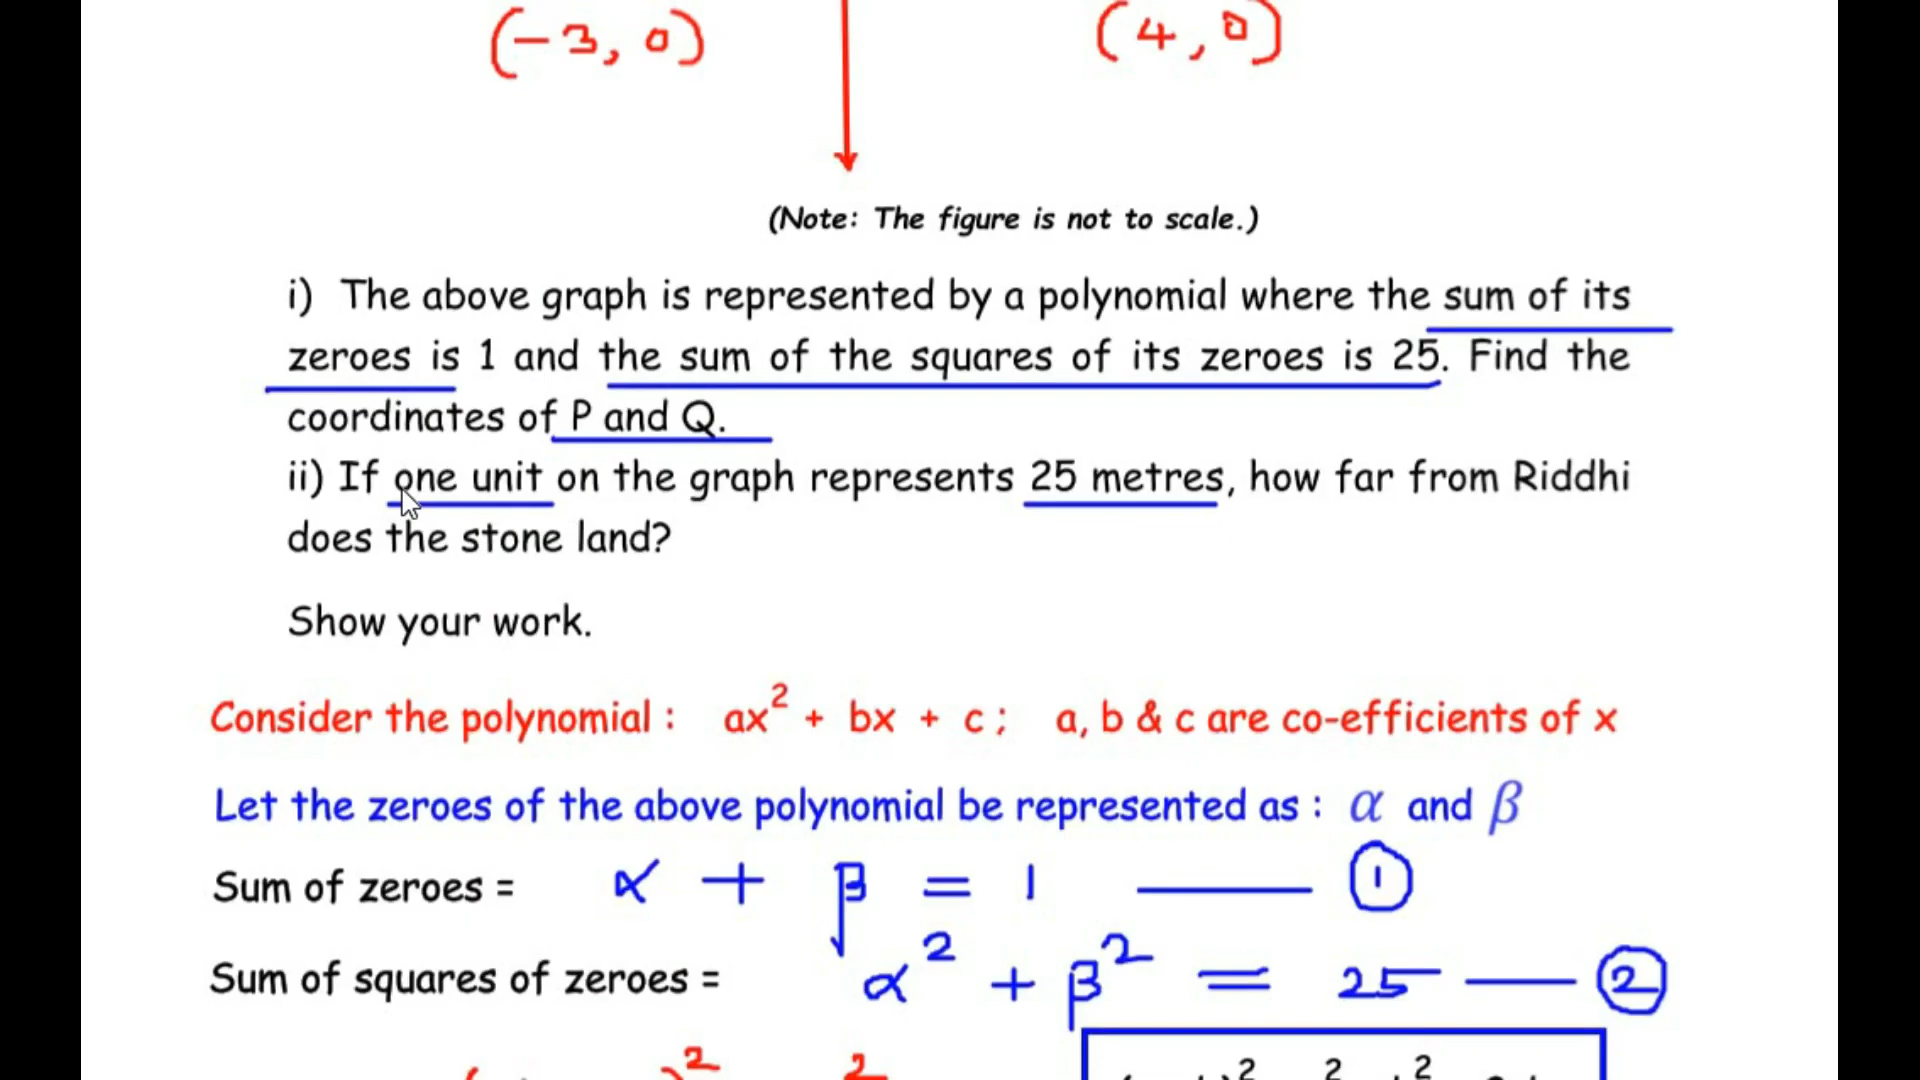 (-3, 0) (4, 0)
(Note: The figure is not to scale.)
i) The above graph is represented by a polynomial where the sum of its
zeroes is 1 and the sum of the squares of its zeroes is 25. Find the
coordinates of P and Q.
ii) If one unit on the graph represents 25 metres, how far from Riddhi
does the stone land?
Show your work.
Consider the polynomial : ax² + bx + c ; a, b & c are co-efficients of x
Let the zeroes of the above polynomial be represented as : α and β
Sum of zeroes = α + β = 1 —— ①
Sum of squares of zeroes = α² + β² = 25 —— ②